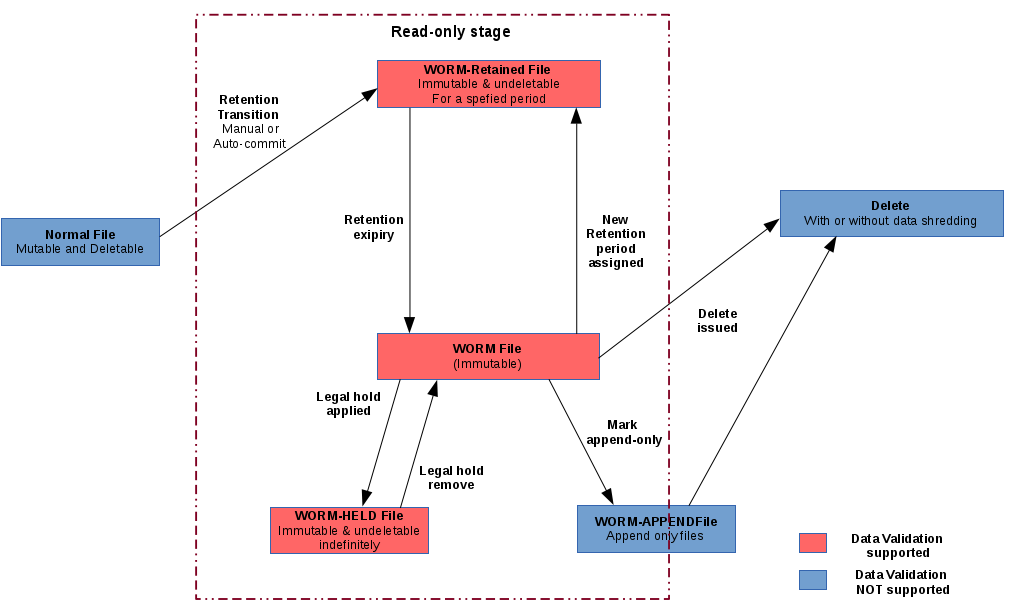 Read-only stage
WORM-Retained File
Immutable & undeletable
For a spefied period
Retention
Transition
Manual or
Auto-commit
Normal File
Mutable and Deletable
Retention
exipiry
New
Retention
period
assigned
Delete
With or without data shredding
Delete
issued
WORM File
(Immutable)
Legal hold
applied
Legal hold
remove
Mark
append-only
WORM-HELD File
Immutable & undeletable
indefinitely
WORM-APPENDFile
Append onlyfiles
Data Validation
supported
Data Validation
NOT supported